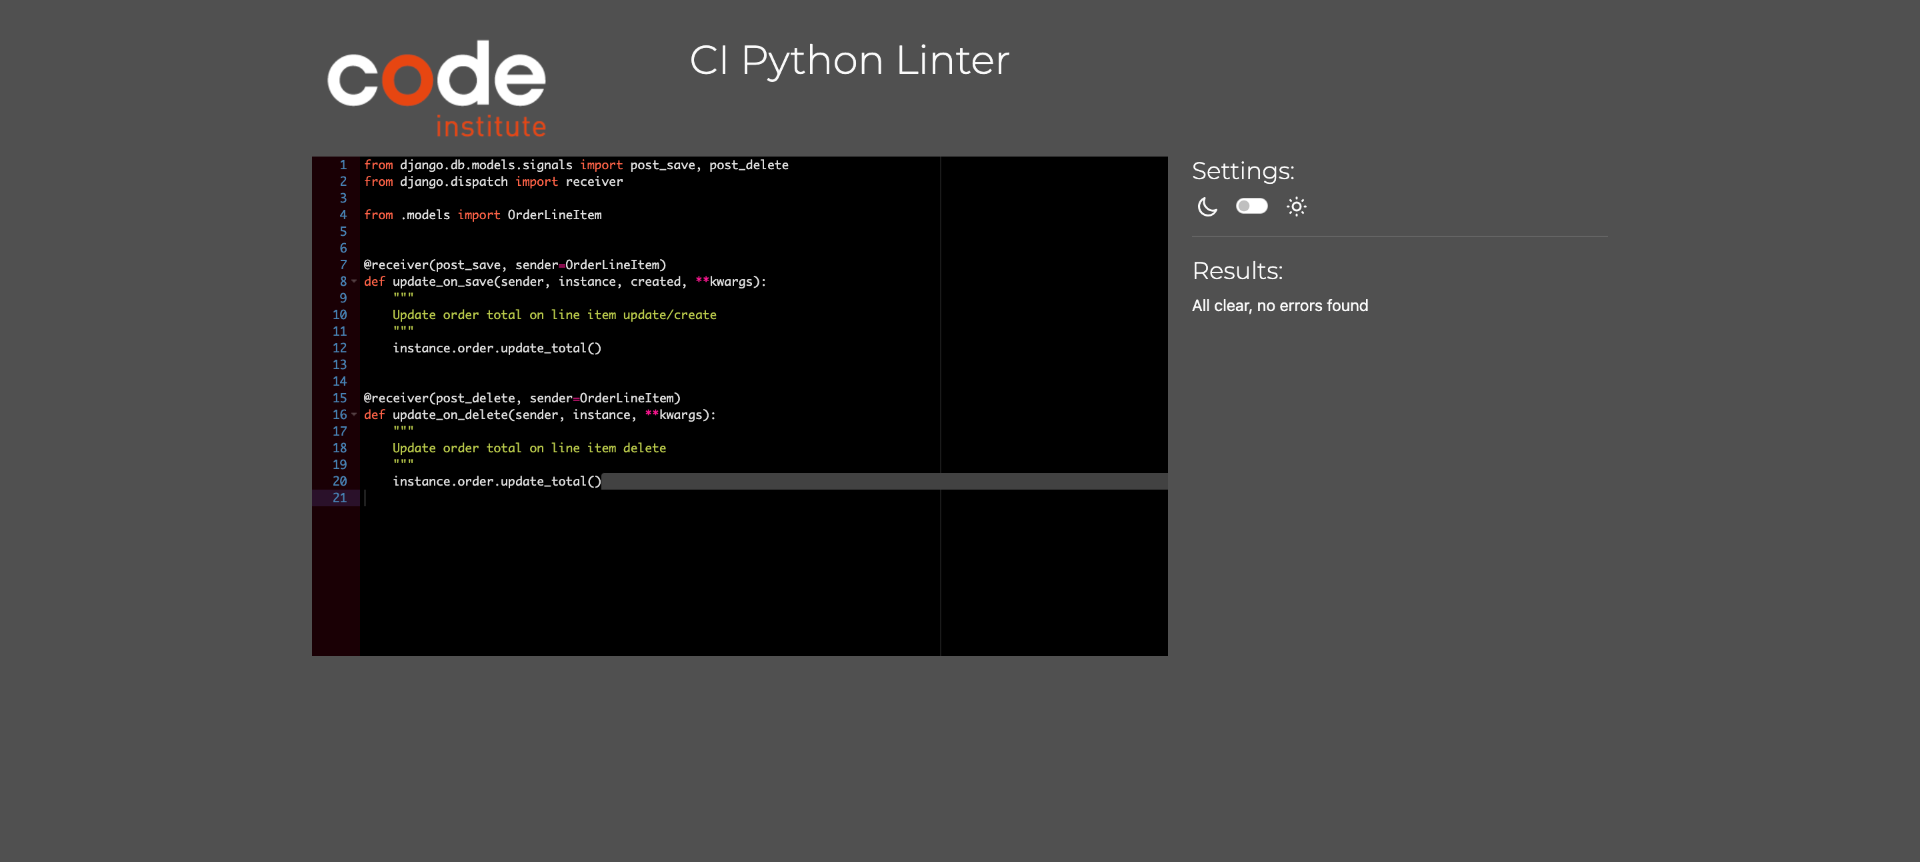 code
institute
CI Python Linter
1 from django.db.models.signals import post_save, post_delete
2 from django.dispatch import receiver
3
4 from .models import OrderLineItem
5
6
7 @receiver(post_save, sender=OrderLineItem)
8 def update_on_save(sender, instance, created, **kwargs):
9     """
10     Update order total on line item update/create
11     """
12     instance.order.update_total()
13
14
15 @receiver(post_delete, sender=OrderLineItem)
16 def update_on_delete(sender, instance, **kwargs):
17     """
18     Update order total on line item delete
19     """
20     instance.order.update_total()
21
Settings:
Results:
All clear, no errors found